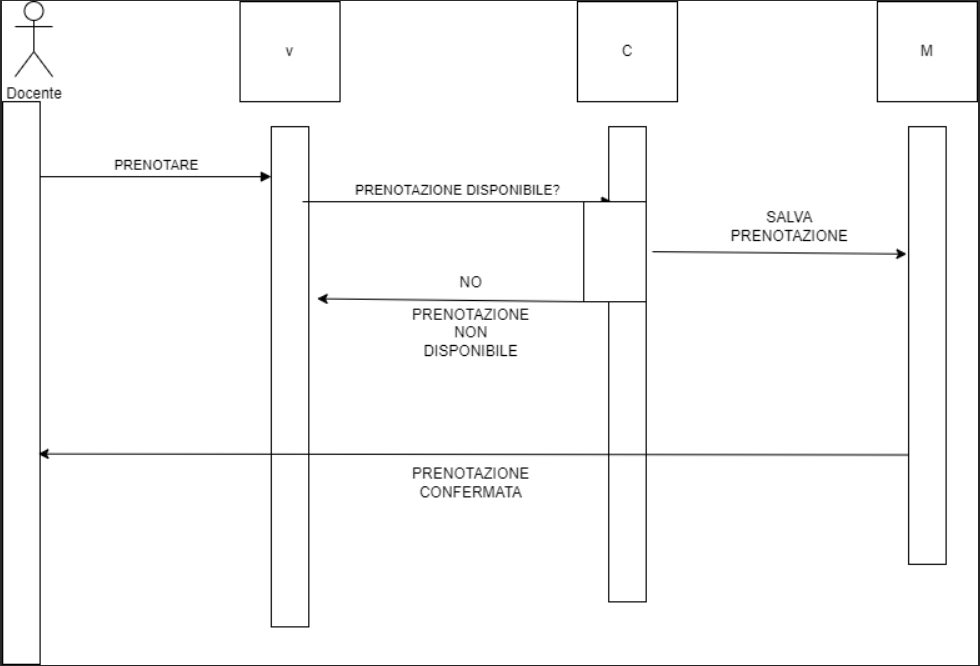 v
C
M
Docente
PRENOTARE
PRENOTAZIONE DISPONIBILE?
SALVA
PRENOTAZIONE
NO
PRENOTAZIONE
NON
DISPONIBILE
PRENOTAZIONE
CONFERMATA